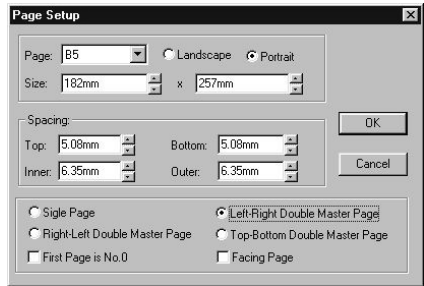 Page Setup
Page: B5 Landscape Portrait
Size: 182mm x 257mm
Spacing:
Top: 5.08mm Bottom: 5.08mm
Inner: 6.35mm Outer: 6.35mm
OK
Cancel
Sigle Page Left-Right Double Master Page
Right-Left Double Master Page Top-Bottom Double Master Page
First Page is No.0 Facing Page